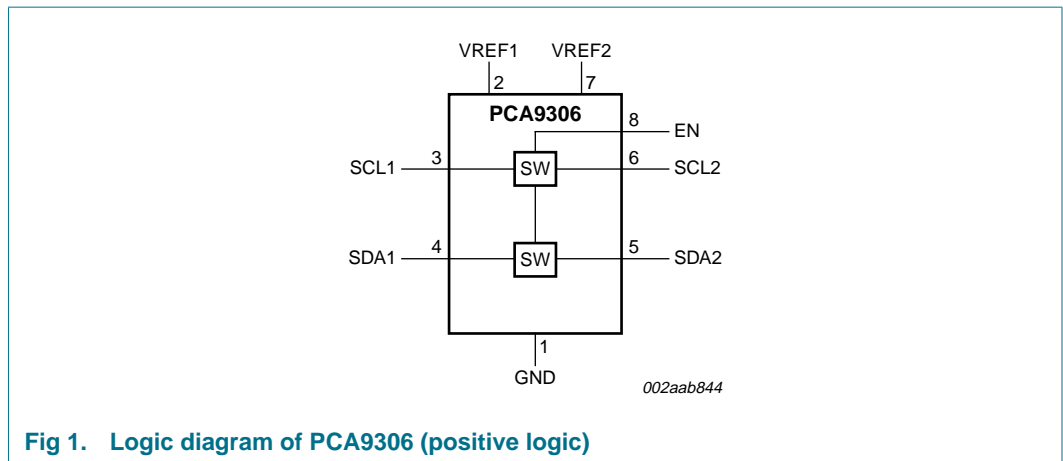 VREF1 VREF2
2 7
PCA9306
8 EN
SCL1 3 SW 6 SCL2
SDA1 4 SW 5 SDA2
1
GND
002aab844
Fig 1. Logic diagram of PCA9306 (positive logic)